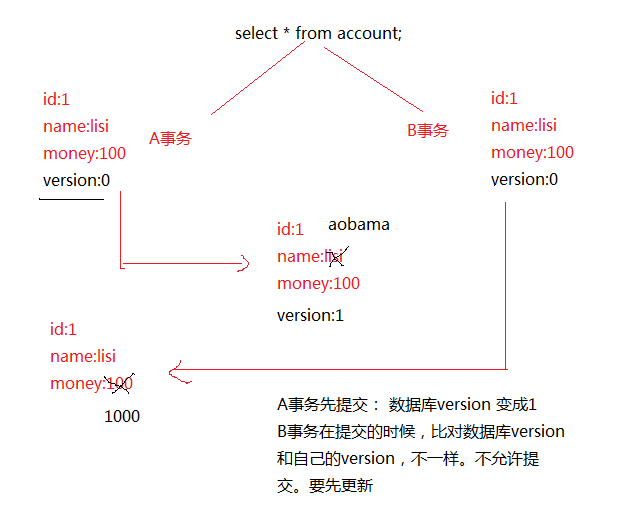 select * from account;
id:1
name:lisi
money:100
version:0
A事务
B事务
id:1
name:lisi
money:100
version:0
aobama
id:1
name:lisi
money:100
version:1
id:1
name:lisi
money:100
1000
A事务先提交： 数据库version 变成1
B事务在提交的时候，比对数据库version
和自己的version，不一样。不允许提
交。要先更新